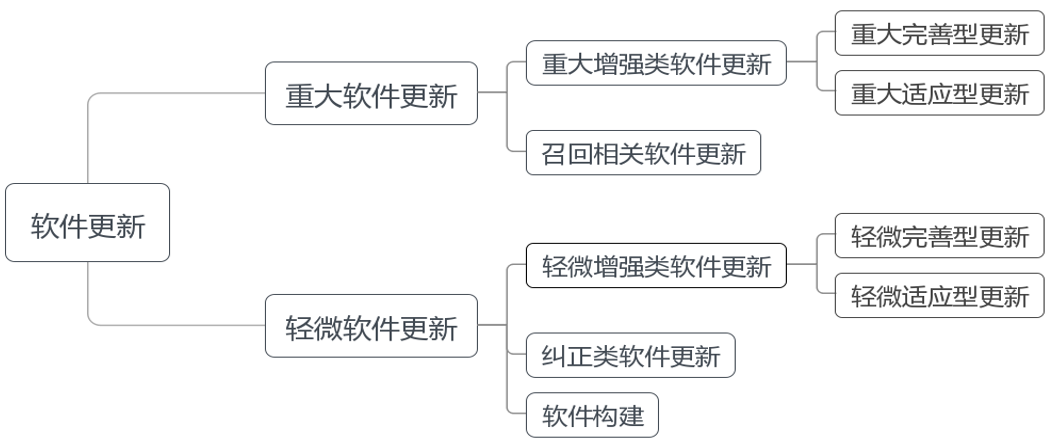 软件更新
重大软件更新
重大增强类软件更新
重大完善型更新
重大适应型更新
召回相关软件更新
轻微软件更新
轻微增强类软件更新
轻微完善型更新
轻微适应型更新
纠正类软件更新
软件构建